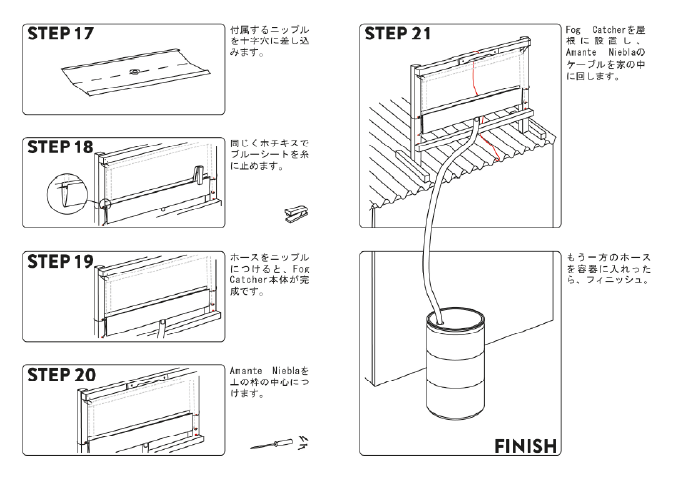 STEP 17
付属するニップル
を十字穴に差し込
みます。
STEP 18
同じくホチキスで
ブルーシートを糸
に止めます。
STEP 19
ホースをニップル
につけると、Fog
Catcher本体が完
成です。
STEP 20
Amante Nieblaを
上の枠の中心につ
けます。
STEP 21
Fog Catcherを屋
根に設置し、
Amante Nieblaの
ケーブルを家の中
に回します。
もう一方のホース
を容器に入れった
ら、フィニッシュ。
FINISH